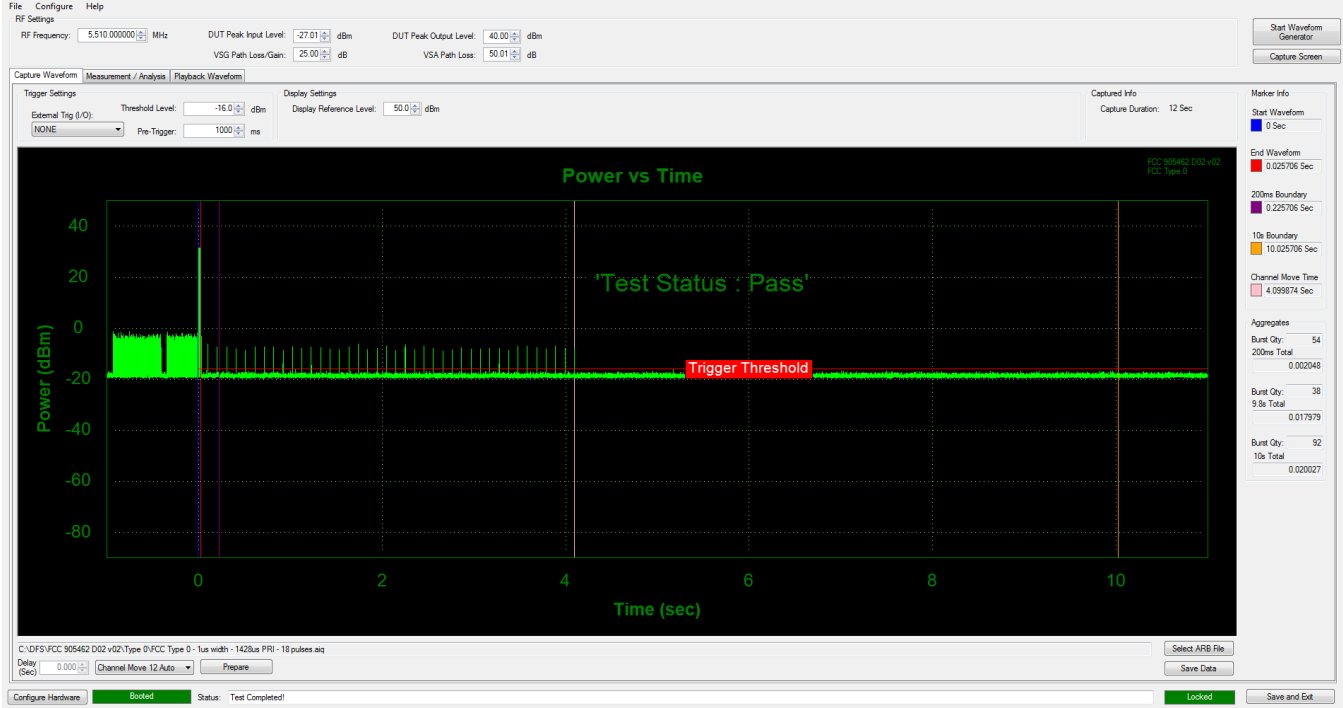 File Configure Help
RF Settings
RF Frequency: 5,510.000000 MHz DUT Peak Input Level: -27.01 dBm DUT Peak Output Level: 40.00 dBm
VSG Path Loss/Gain: 25.00 dB VSA Path Loss: 50.01 dB
Start Waveform
Generator
Capture Screen
Capture Waveform Measurement / Analysis Playback Waveform
Trigger Settings
External Trig (I/O):
NONE
Threshold Level: -16.0 dBm
Pre-Trigger: 1000 ms
Display Settings
Display Reference Level: 50.0 dBm
Captured Info
Capture Duration: 12 Sec
Marker Info
Start Waveform
0 Sec
End Waveform
0.025706 Sec
200ms Boundary
0.225706 Sec
10s Boundary
10.025706 Sec
Channel Move Time
4.099874 Sec
Aggregates
Burst Qty: 54
200ms Total
0.002048
Burst Qty: 38
9.8s Total
0.017979
Burst Qty: 92
10s Total
0.020027
Power vs Time
FCC 905462 D02 v02
FCC Type 0
'Test Status : Pass'
Trigger Threshold
Power (dBm)
40
20
0
-20
-40
-60
-80
0 2 4 6 8 10
Time (sec)
C:\DFS\FCC 905462 D02 v02\Type 0\FCC Type 0 - 1us width - 1428us PRI - 18 pulses.aiq
Select ARB File
Delay
(Sec) 0.000 Channel Move 12 Auto Prepare
Save Data
Configure Hardware Booted Status: Test Completed! Locked Save and Exit